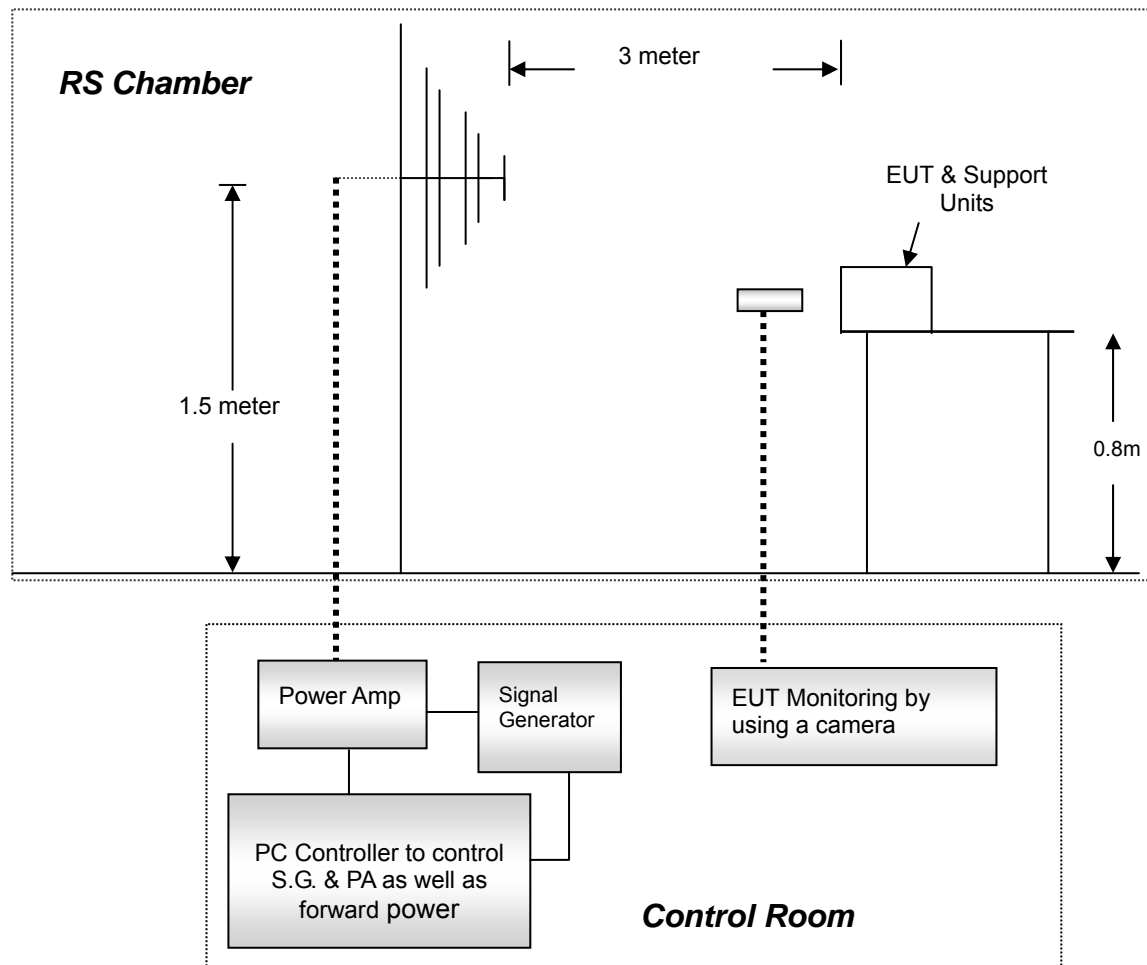 3 meter
RS Chamber
EUT & Support
Units
1.5 meter
0.8m
Power Amp
Signal
Generator
EUT Monitoring by
using a camera
PC Controller to control
S.G. & PA as well as
forward power
Control Room